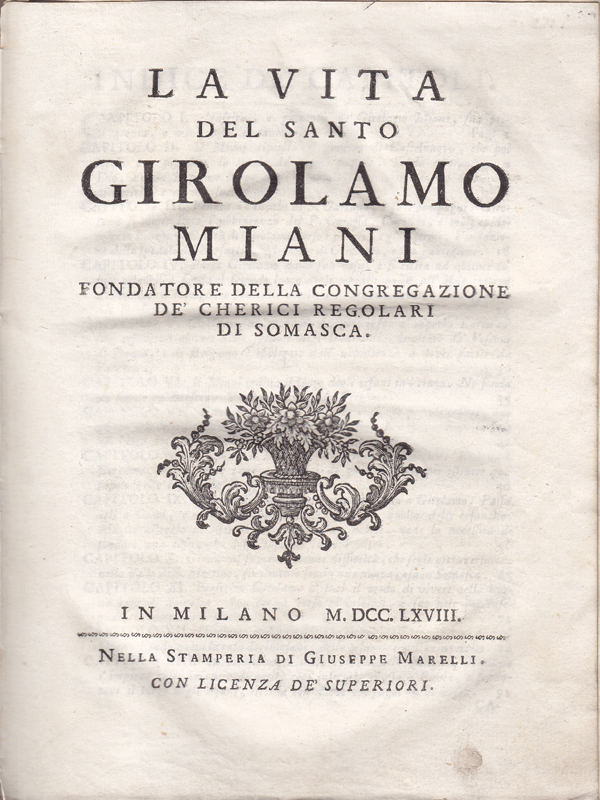 LA VITA
DEL SANTO
GIROLAMO
MIANI
FONDATORE DELLA CONGREGAZIONE
DE' CHERICI REGOLARI
DI SOMASCA.
IN MILANO M. DCC. LXVIII.
NELLA STAMPERIA DI GIUSEPPE MARELLI.
CON LICENZA DE' SUPERIORI.